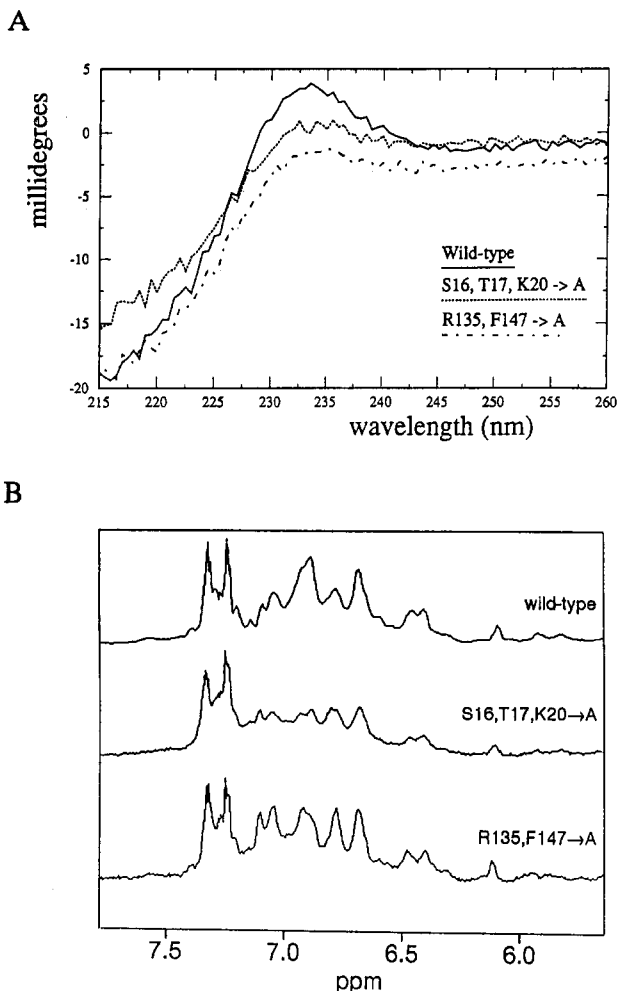 A
millidegrees
5
0
-5
-10
-15
-20
Wild-type
S16, T17, K20 -> A
R135, F147 -> A
215 220 225 230 235 240 245 250 255 260
wavelength (nm)
B
wild-type
S16,T17,K20→A
R135,F147→A
7.5 7.0 6.5 6.0
ppm